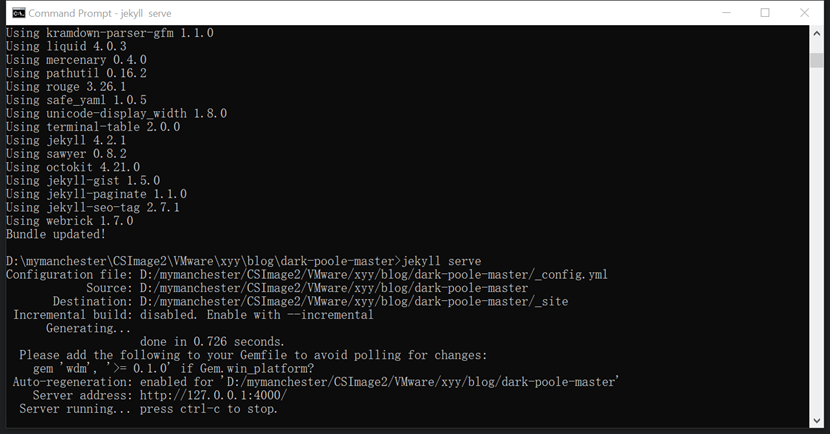 Command Prompt - jekyll serve
Using kramdown-parser-gfm 1.1.0
Using liquid 4.0.3
Using mercenary 0.4.0
Using pathutil 0.16.2
Using rouge 3.26.1
Using safe_yaml 1.0.5
Using unicode-display_width 1.8.0
Using terminal-table 2.0.0
Using jekyll 4.2.1
Using sawyer 0.8.2
Using octokit 4.21.0
Using jekyll-gist 1.5.0
Using jekyll-paginate 1.1.0
Using jekyll-seo-tag 2.7.1
Using webrick 1.7.0
Bundle updated!
D:\mymanchester\CSImage2\VMware\xyy\blog\dark-poole-master>jekyll serve
Configuration file: D:/mymanchester/CSImage2/VMware/xyy/blog/dark-poole-master/_config.yml
Source: D:/mymanchester/CSImage2/VMware/xyy/blog/dark-poole-master
Destination: D:/mymanchester/CSImage2/VMware/xyy/blog/dark-poole-master/_site
Incremental build: disabled. Enable with --incremental
Generating...
done in 0.726 seconds.
Please add the following to your Gemfile to avoid polling for changes:
gem 'wdm', '>= 0.1.0' if Gem.win_platform?
Auto-regeneration: enabled for 'D:/mymanchester/CSImage2/VMware/xyy/blog/dark-poole-master'
Server address: http://127.0.0.1:4000/
Server running... press ctrl-c to stop.